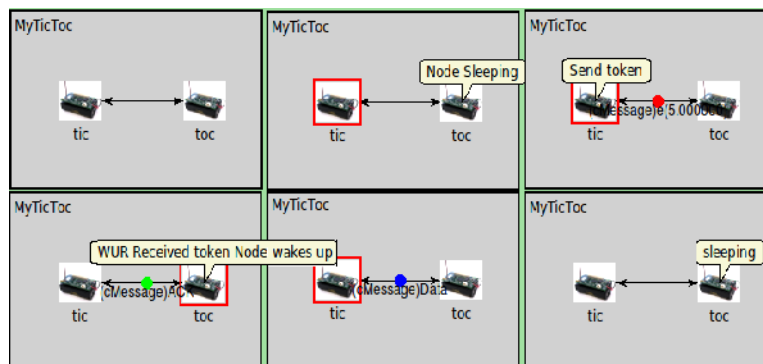 MyTicToc
tic
toc
MyTicToc
Node Sleeping
tic
toc
MyTicToc
Send token
tic
toc
MyTicToc
WUR Received token Node wakes up
(cMessage)ACK
tic
toc
MyTicToc
(cMessage)Data
tic
toc
MyTicToc
sleeping
tic
toc